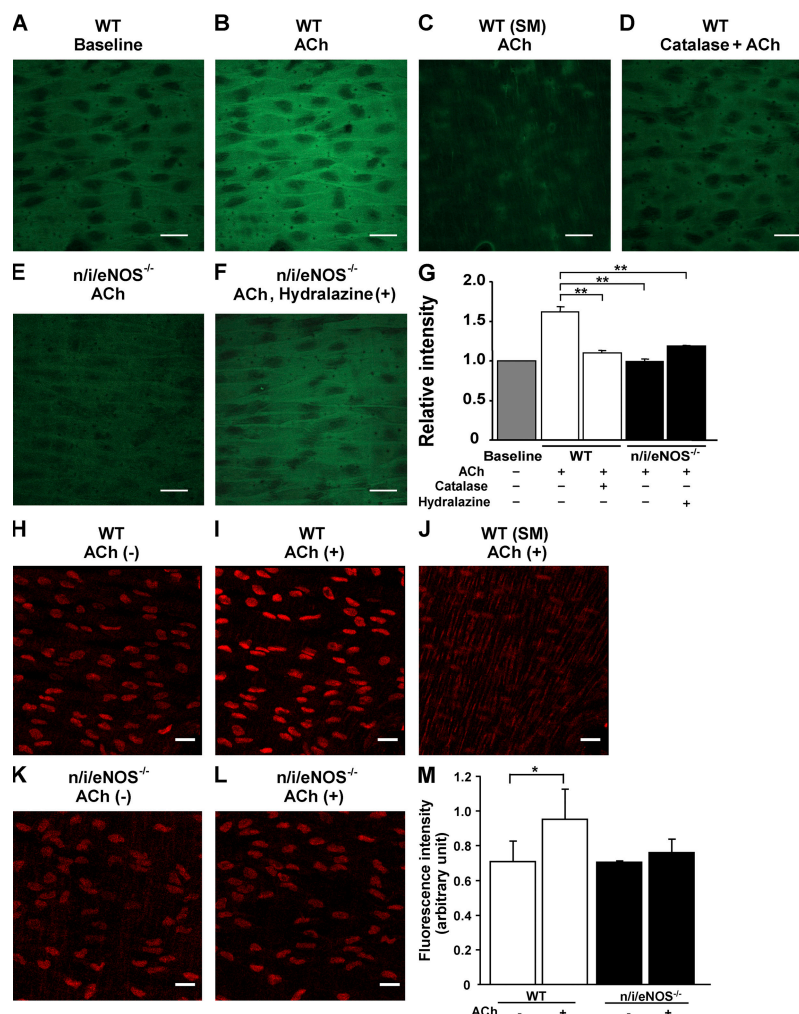 A
WT
Baseline
B
WT
ACh
C
WT (SM)
ACh
D
WT
Catalase + ACh
E
n/i/eNOS-/-
ACh
F
n/i/eNOS-/-
ACh, Hydralazine (+)
G
Relative intensity
2.0
1.5
1.0
0.5
0
**
**
**
Baseline WT n/i/eNOS-/-
ACh − + + + +
Catalase − − + − −
Hydralazine − − − − +
H
WT
ACh (-)
I
WT
ACh (+)
J
WT (SM)
ACh (+)
K
n/i/eNOS-/-
ACh (-)
L
n/i/eNOS-/-
ACh (+)
M
Fluorescence intensity
(arbitrary unit)
1.2
1.0
0.8
0.6
0.4
0.2
0
*
WT n/i/eNOS-/-
ACh - + - +